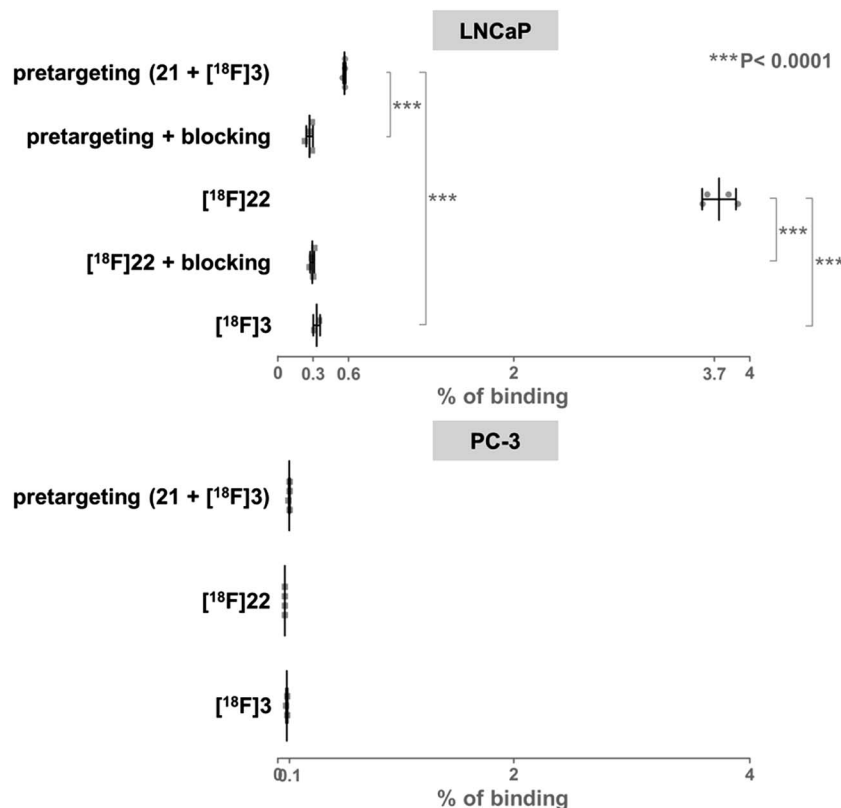 LNCaP
***P< 0.0001
pretargeting (21 + [¹⁸F]3)
***
pretargeting + blocking
***
[¹⁸F]22
***
[¹⁸F]22 + blocking
***
[¹⁸F]3
0 0.3 0.6 2 3.7 4
% of binding
PC-3
pretargeting (21 + [¹⁸F]3)
[¹⁸F]22
[¹⁸F]3
0 0.1 2 4
% of binding